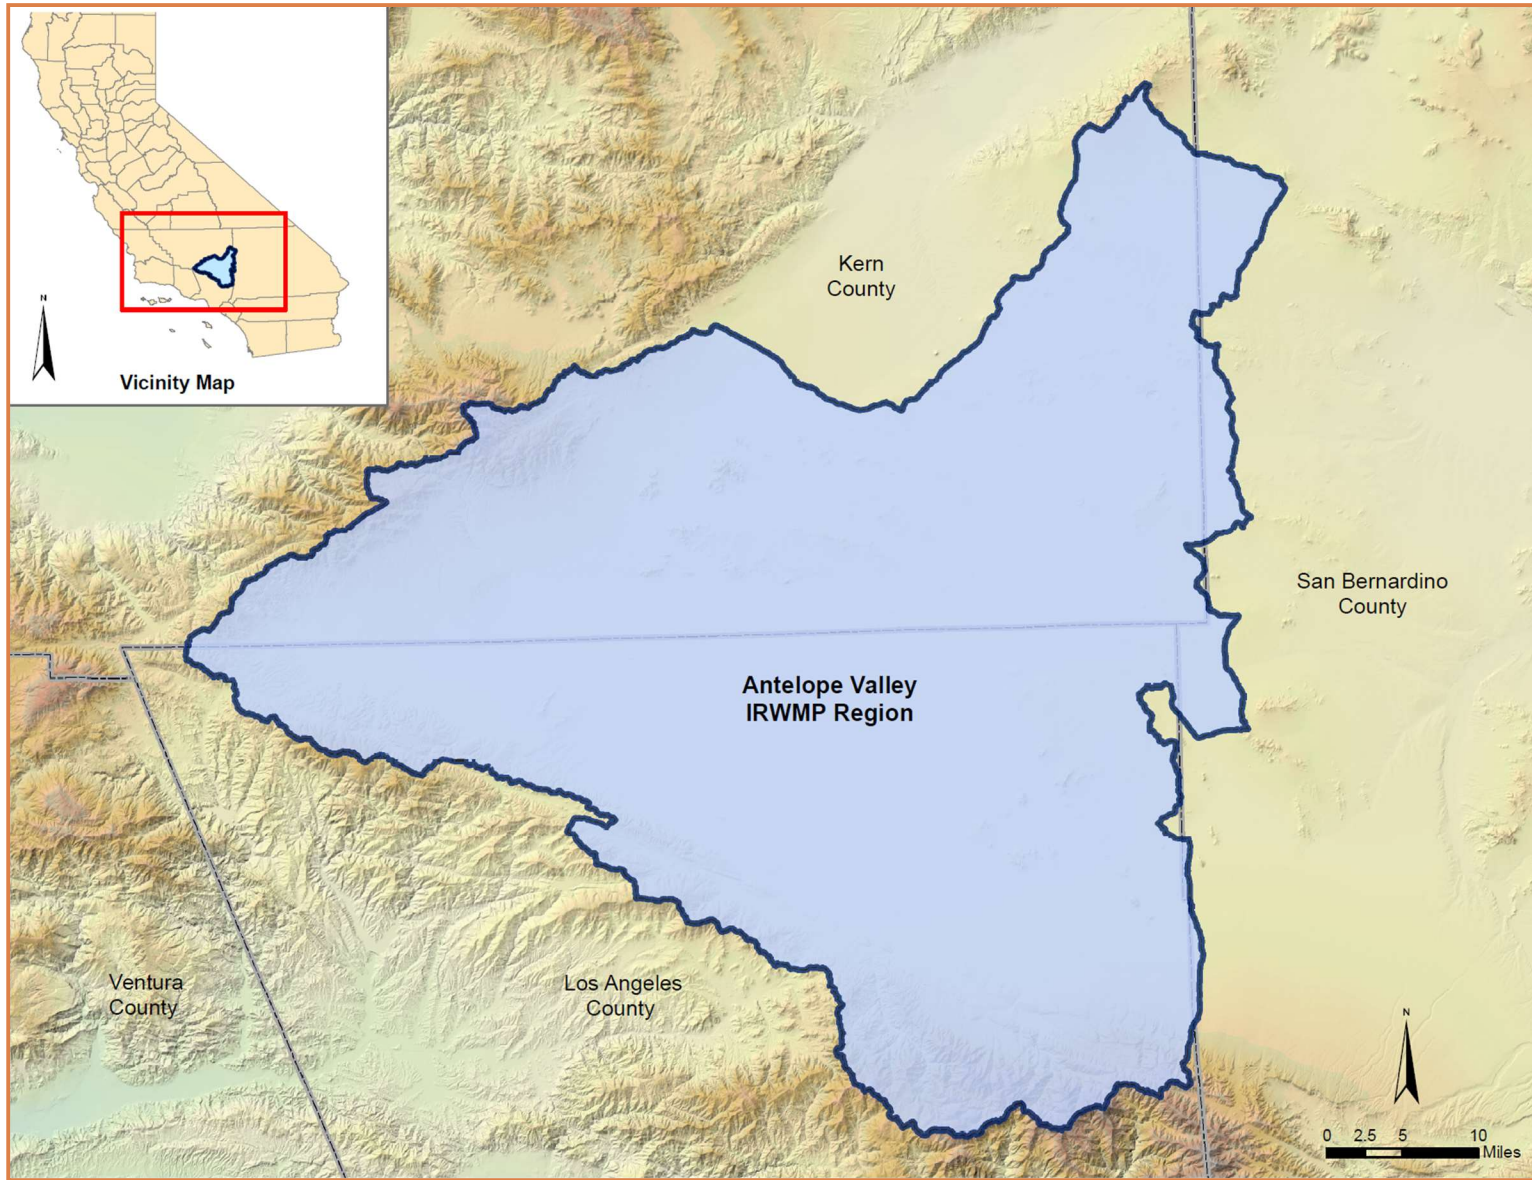 N
Vicinity Map
Kern
County
San Bernardino
County
Antelope Valley
IRWMP Region
Ventura
County
Los Angeles
County
N
0 2.5 5 10
Miles